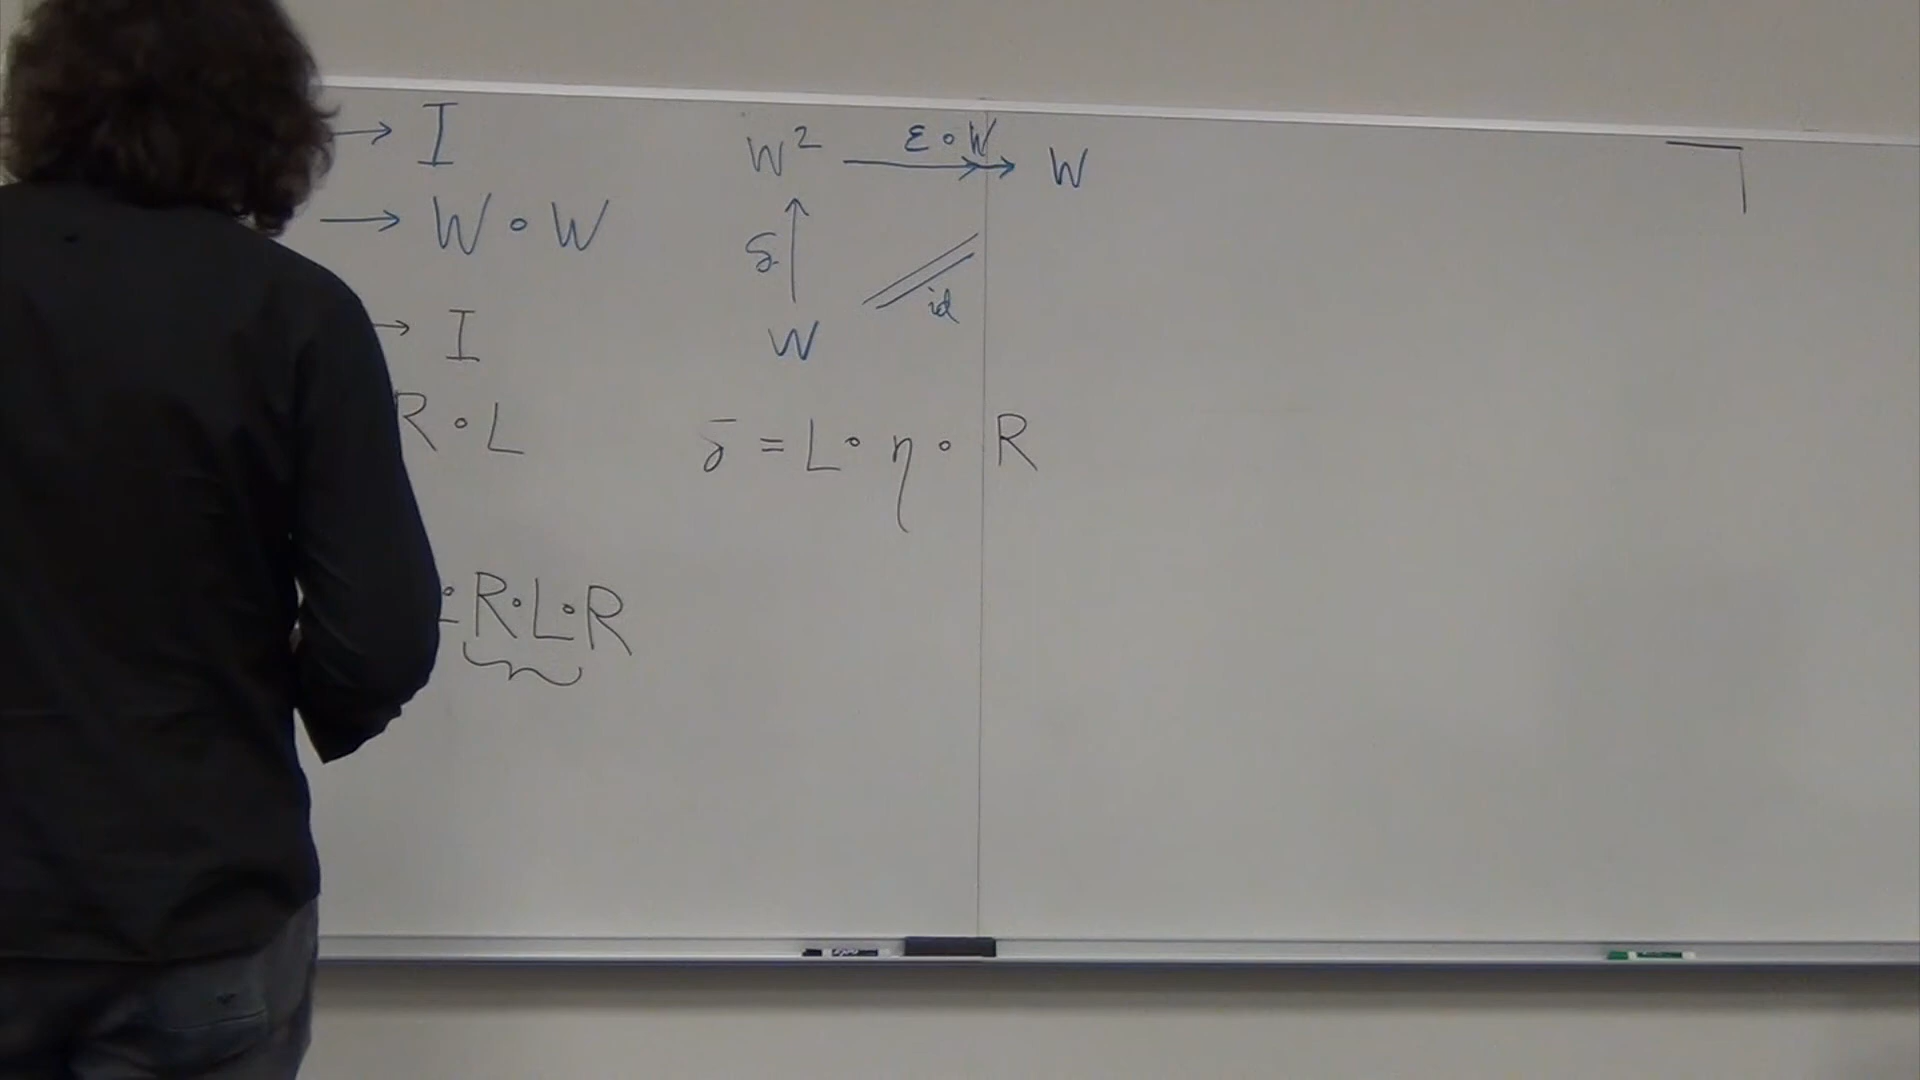 → I
→ W ∘ W
→ I
R ∘ L
∘ R ∘ L ∘ R
W² ε ∘ W → W
δ ↑ id
W
δ = L ∘ η ∘ R